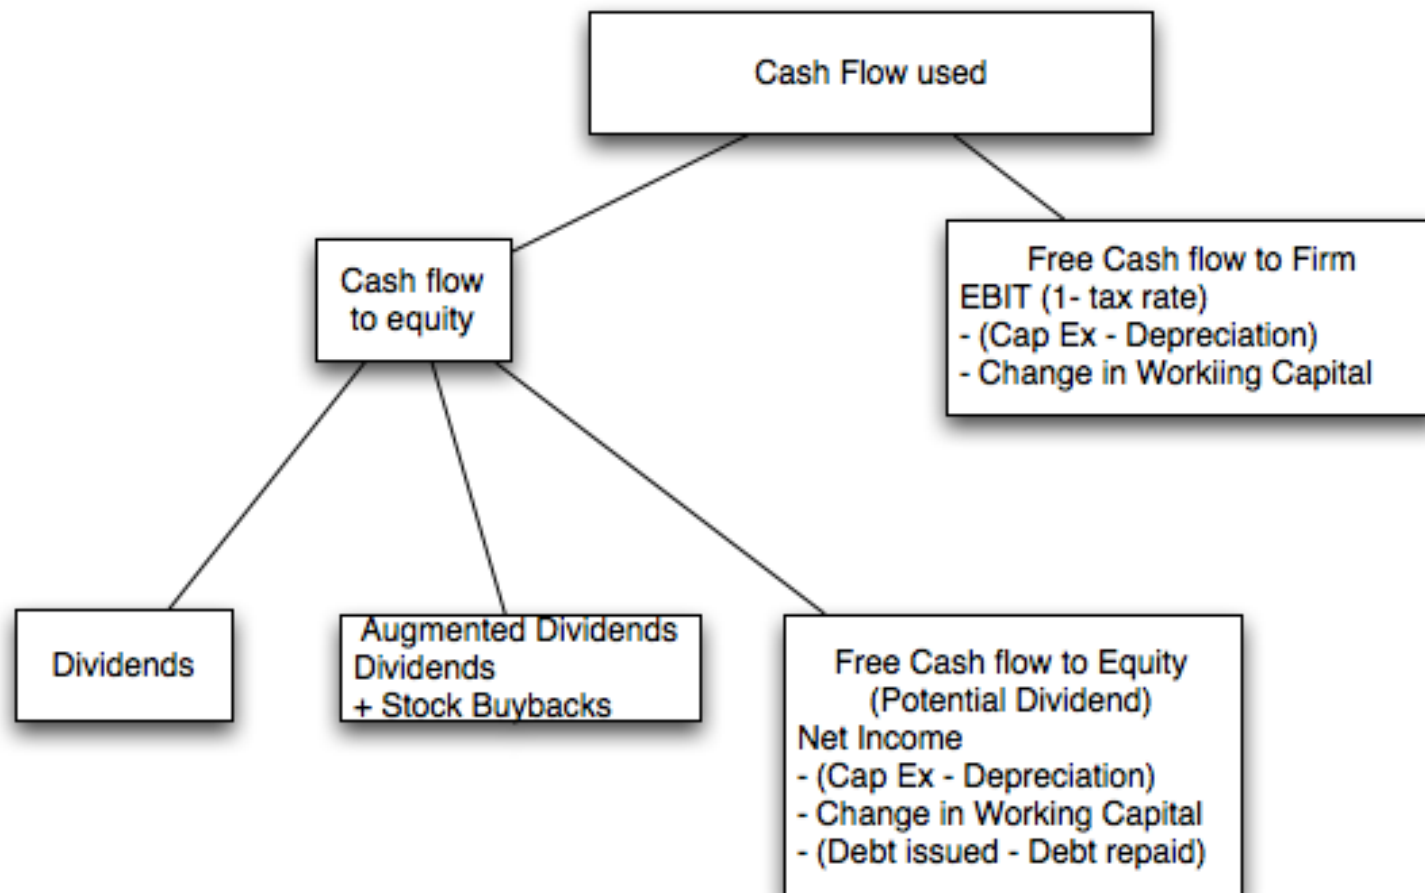 Cash Flow used
Cash flow
to equity
Free Cash flow to Firm
EBIT (1- tax rate)
- (Cap Ex - Depreciation)
- Change in Workiing Capital
Dividends
Augmented Dividends
Dividends
+ Stock Buybacks
Free Cash flow to Equity
(Potential Dividend)
Net Income
- (Cap Ex - Depreciation)
- Change in Working Capital
- (Debt issued - Debt repaid)